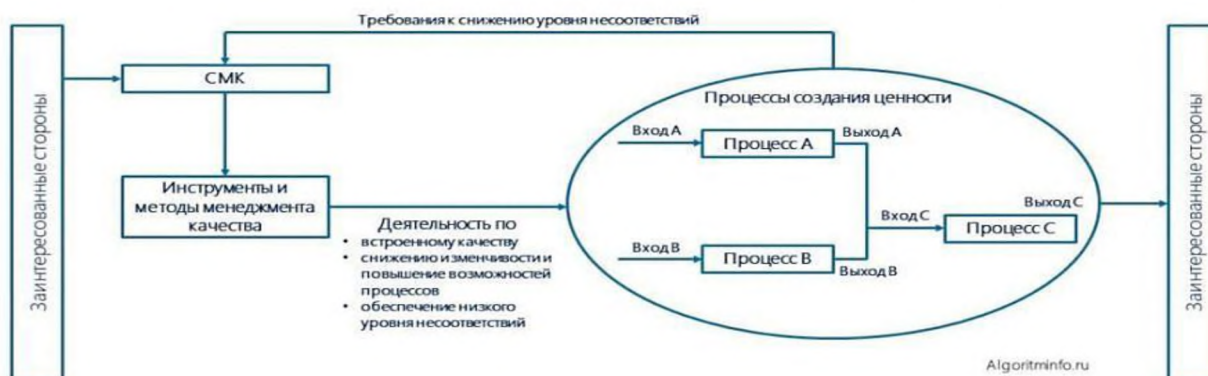 Требования к снижению уровня несоответствий
Заинтересованные стороны
СМК
Инструменты и
методы менеджмента
качества
Деятельность по
• встроенному качеству
• снижению изменчивости и
повышение возможностей
процессов
• обеспечение низкого
уровня несоответствий
Процессы создания ценности
Вход А
Процесс А
Выход А
Вход В
Процесс В
Выход В
Вход С
Процесс С
Выход С
Заинтересованные стороны
Algoritminfo.ru